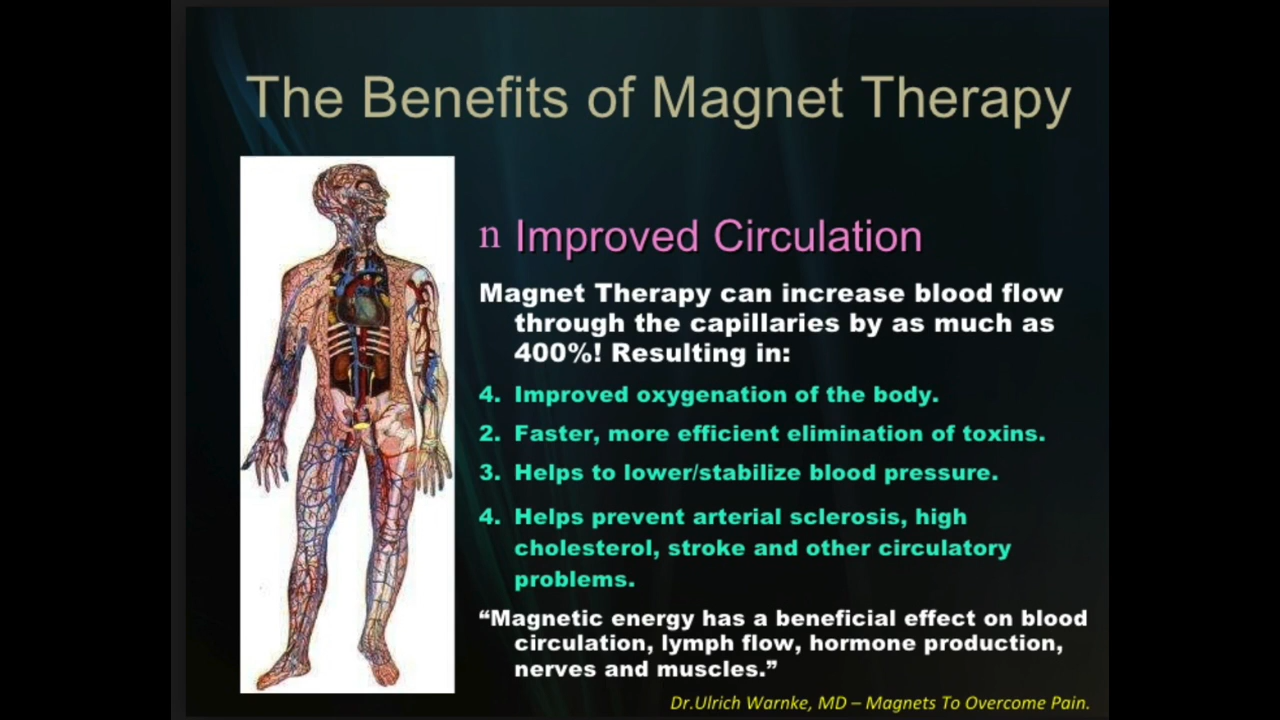 The Benefits of Magnet Therapy
n Improved Circulation
Magnet Therapy can increase blood flow
through the capillaries by as much as
400%! Resulting in:
4. Improved oxygenation of the body.
2. Faster, more efficient elimination of toxins.
3. Helps to lower/stabilize blood pressure.
4. Helps prevent arterial sclerosis, high
cholesterol, stroke and other circulatory
problems.
“Magnetic energy has a beneficial effect on blood
circulation, lymph flow, hormone production,
nerves and muscles.”
Dr.Ulrich Warnke, MD – Magnets To Overcome Pain.